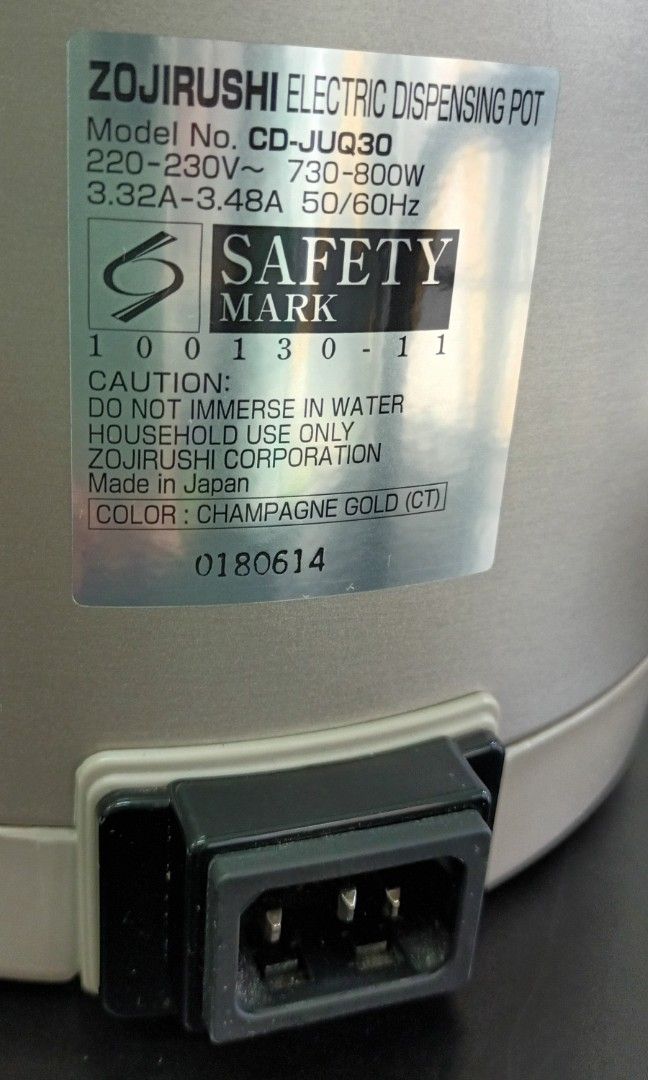 ZOJIRUSHI ELECTRIC DISPENSING POT
Model No. CD-JUQ30
220-230V~ 730-800W
3.32A-3.48A 50/60Hz
SAFETY
MARK
100130-11
CAUTION:
DO NOT IMMERSE IN WATER
HOUSEHOLD USE ONLY
ZOJIRUSHI CORPORATION
Made in Japan
COLOR : CHAMPAGNE GOLD (CT)
0180614